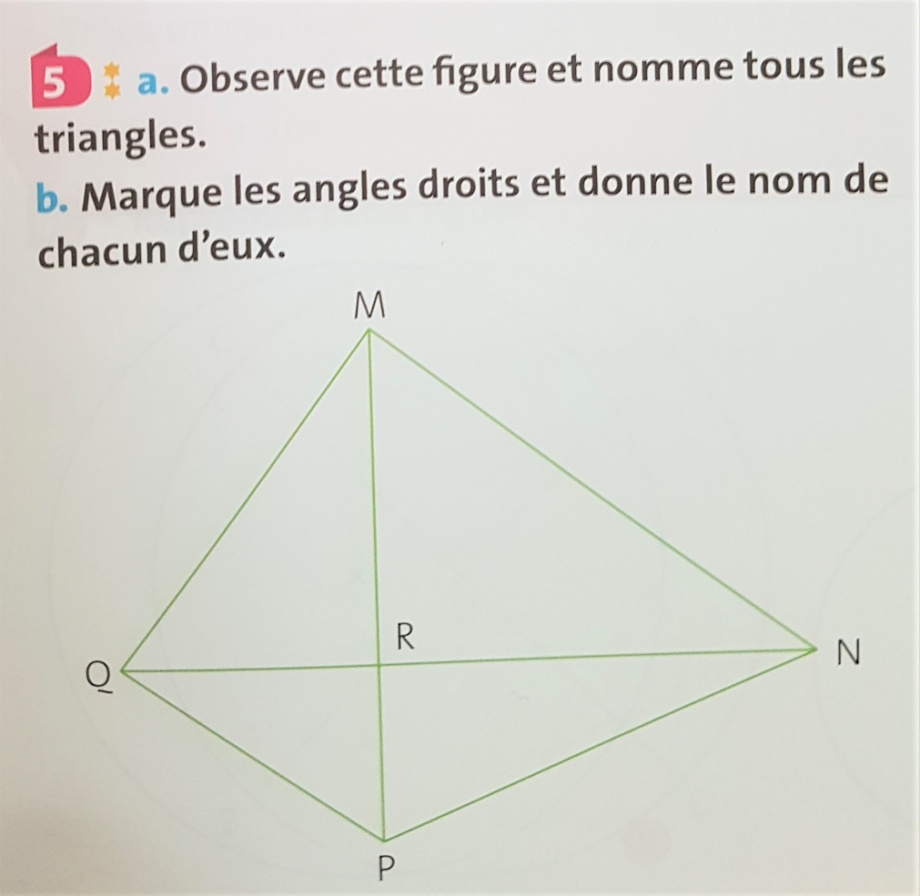 5 a. Observe cette figure et nomme tous les
triangles.
b. Marque les angles droits et donne le nom de
chacun d’eux.
M
R
N
Q
P